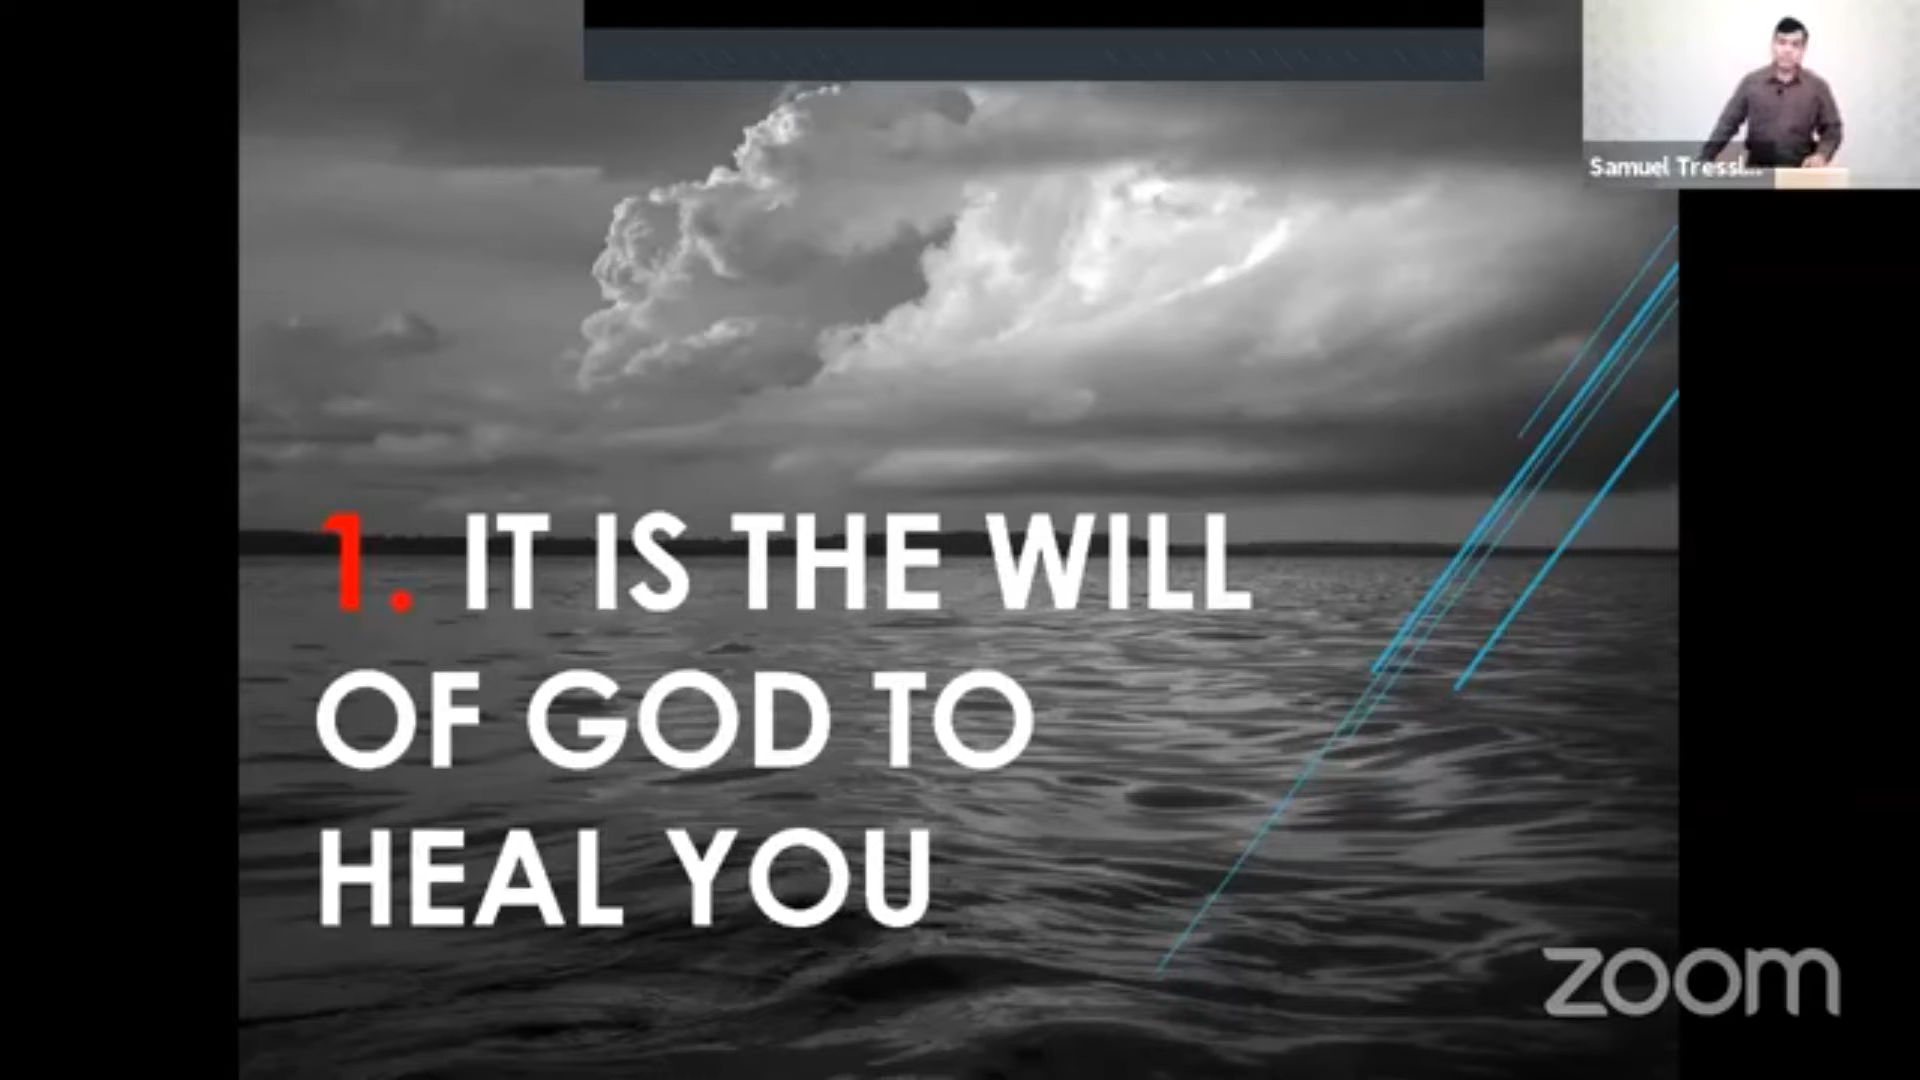 Samuel Tressl...
1. IT IS THE WILL
OF GOD TO
HEAL YOU
zoom